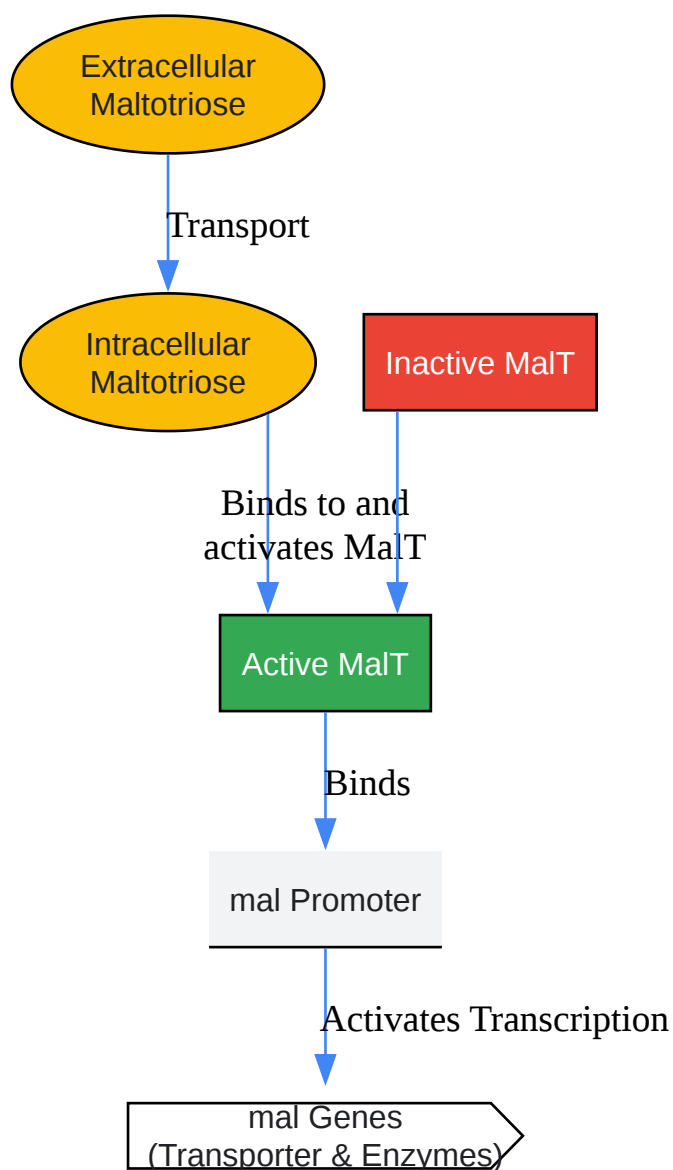 Extracellular
Maltotriose
Transport
Intracellular
Maltotriose
Inactive MalT
Binds to and
activates MalT
Active MalT
Binds
mal Promoter
Activates Transcription
mal Genes
(Transporter & Enzymes)